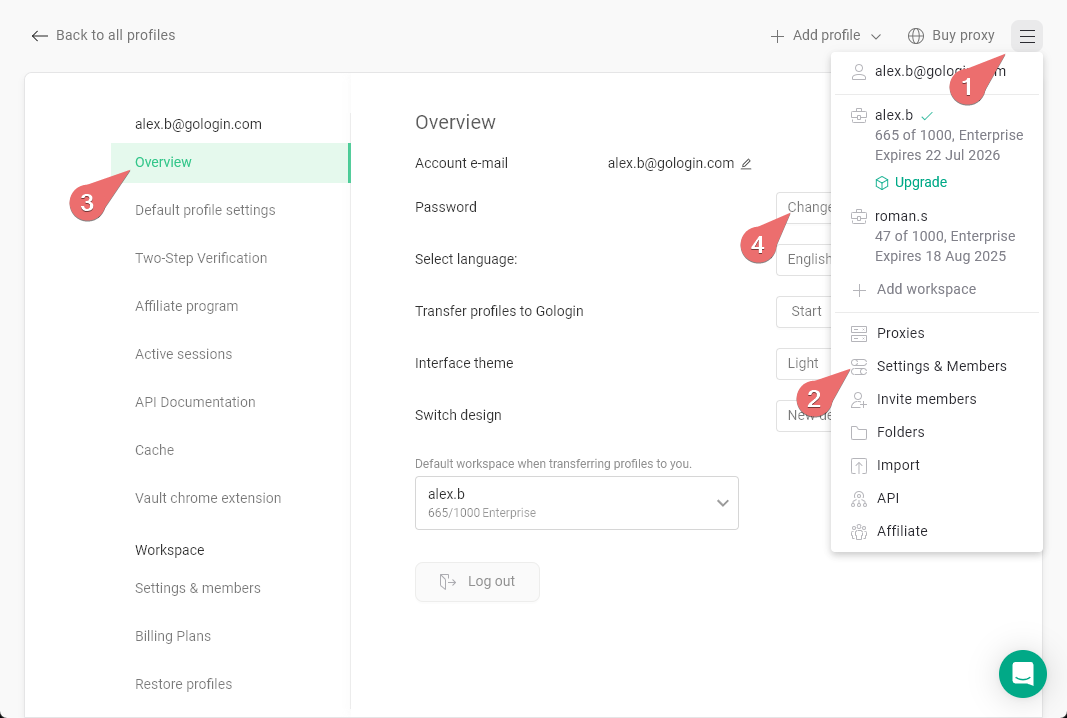 Back to all profiles
Add profile
Buy proxy
alex.b@gologin.com
Overview
Default profile settings
Two-Step Verification
Affiliate program
Active sessions
API Documentation
Cache
Vault chrome extension
Workspace
Settings & members
Billing Plans
Restore profiles
3
Overview
Account e-mail
alex.b@gologin.com
Password
Change
4
Select language:
English
Transfer profiles to Gologin
Start
Interface theme
Light
Switch design
New de
Default workspace when transferring profiles to you.
alex.b
665/1000 Enterprise
Log out
1
alex.b@gologin.com
alex.b
665 of 1000, Enterprise
Expires 22 Jul 2026
Upgrade
roman.s
47 of 1000, Enterprise
Expires 18 Aug 2025
Add workspace
Proxies
2
Settings & Members
Invite members
Folders
Import
API
Affiliate